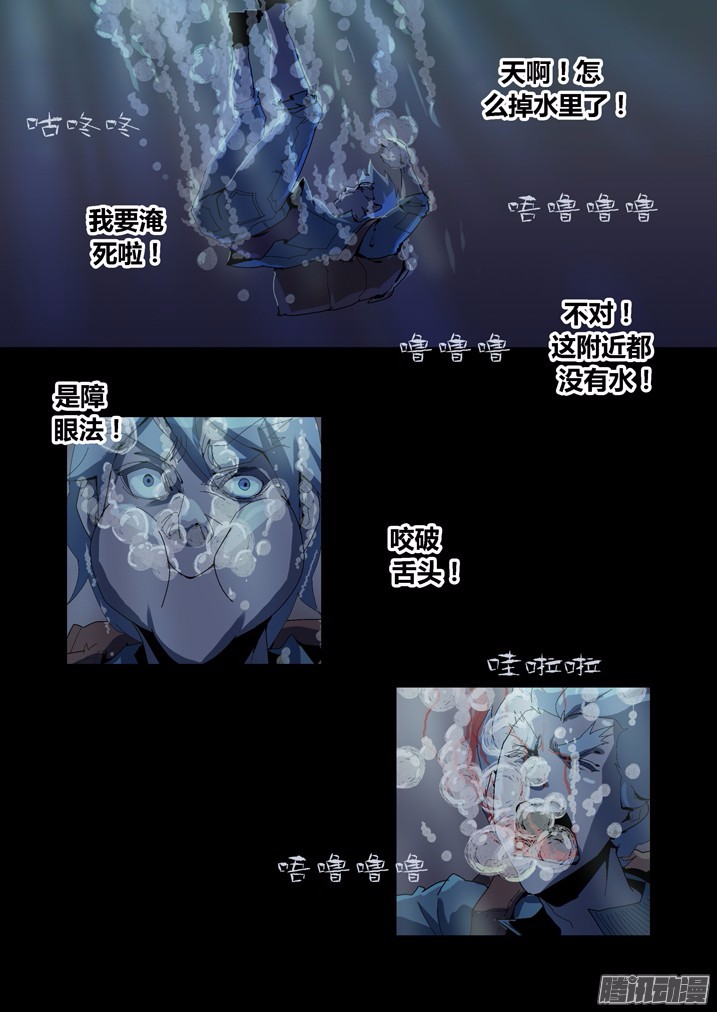 天啊！怎
么掉水里了！
咕咚咚
唔噜噜噜
我要淹
死啦！
不对！
这附近都
没有水！
噜噜噜
是障
眼法！
咬破
舌头！
哇啦啦
唔噜噜噜
腾讯动漫